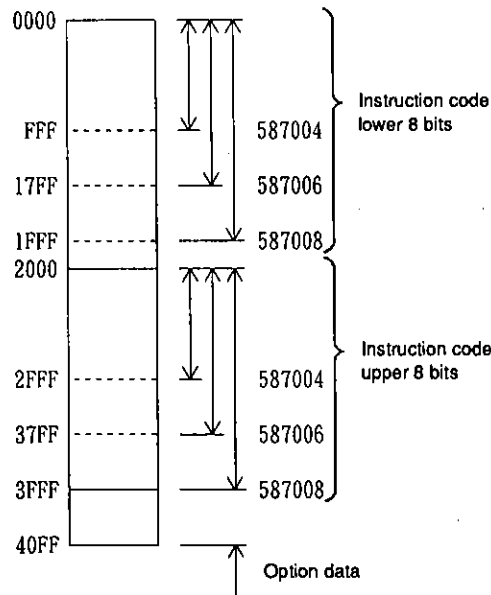 0000
Instruction code
lower 8 bits
FFF 587004
17FF 587006
1FFF 587008
2000
Instruction code
upper 8 bits
2FFF 587004
37FF 587006
3FFF 587008
40FF
Option data